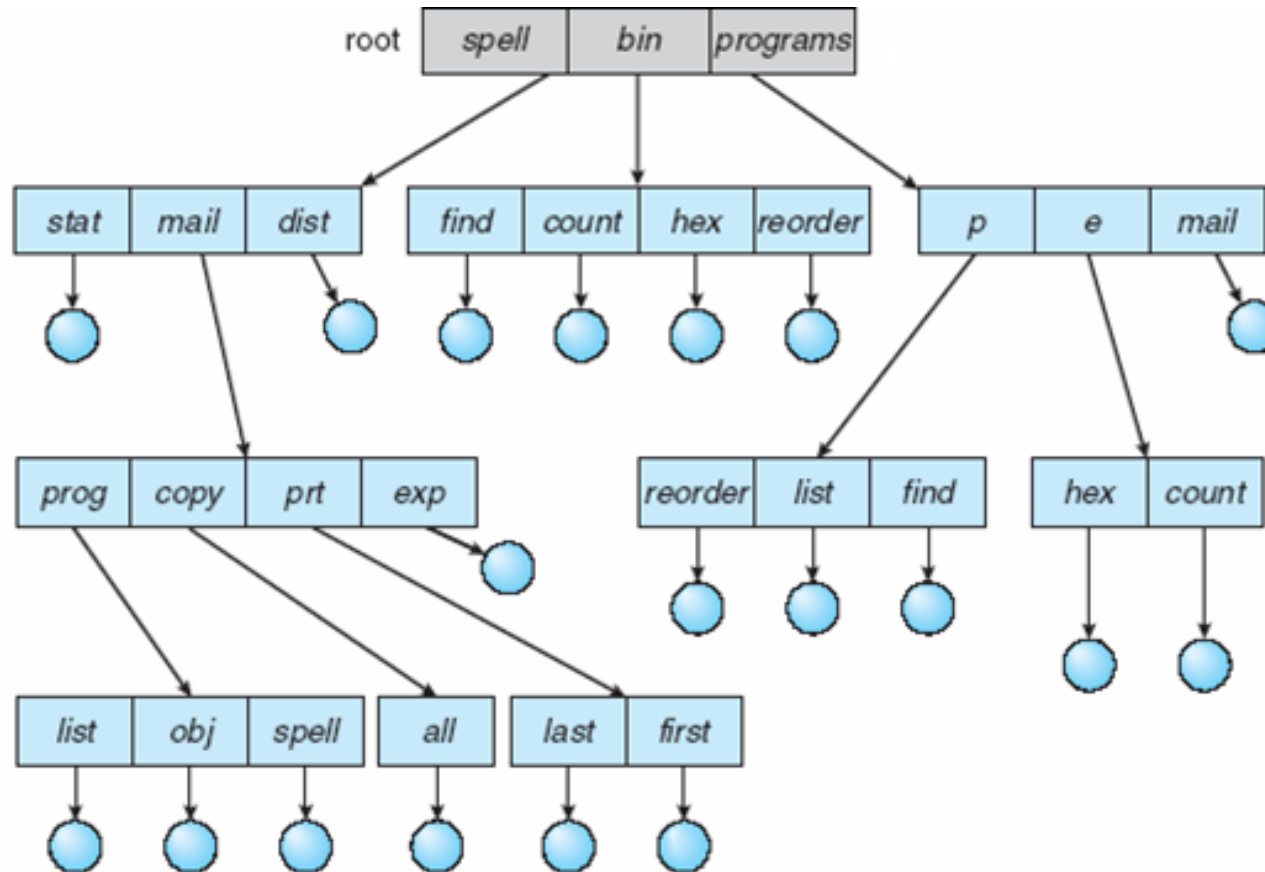 root spell bin programs
stat mail dist find count hex reorder p e mail
prog copy prt exp reorder list find hex count
list obj spell all last first